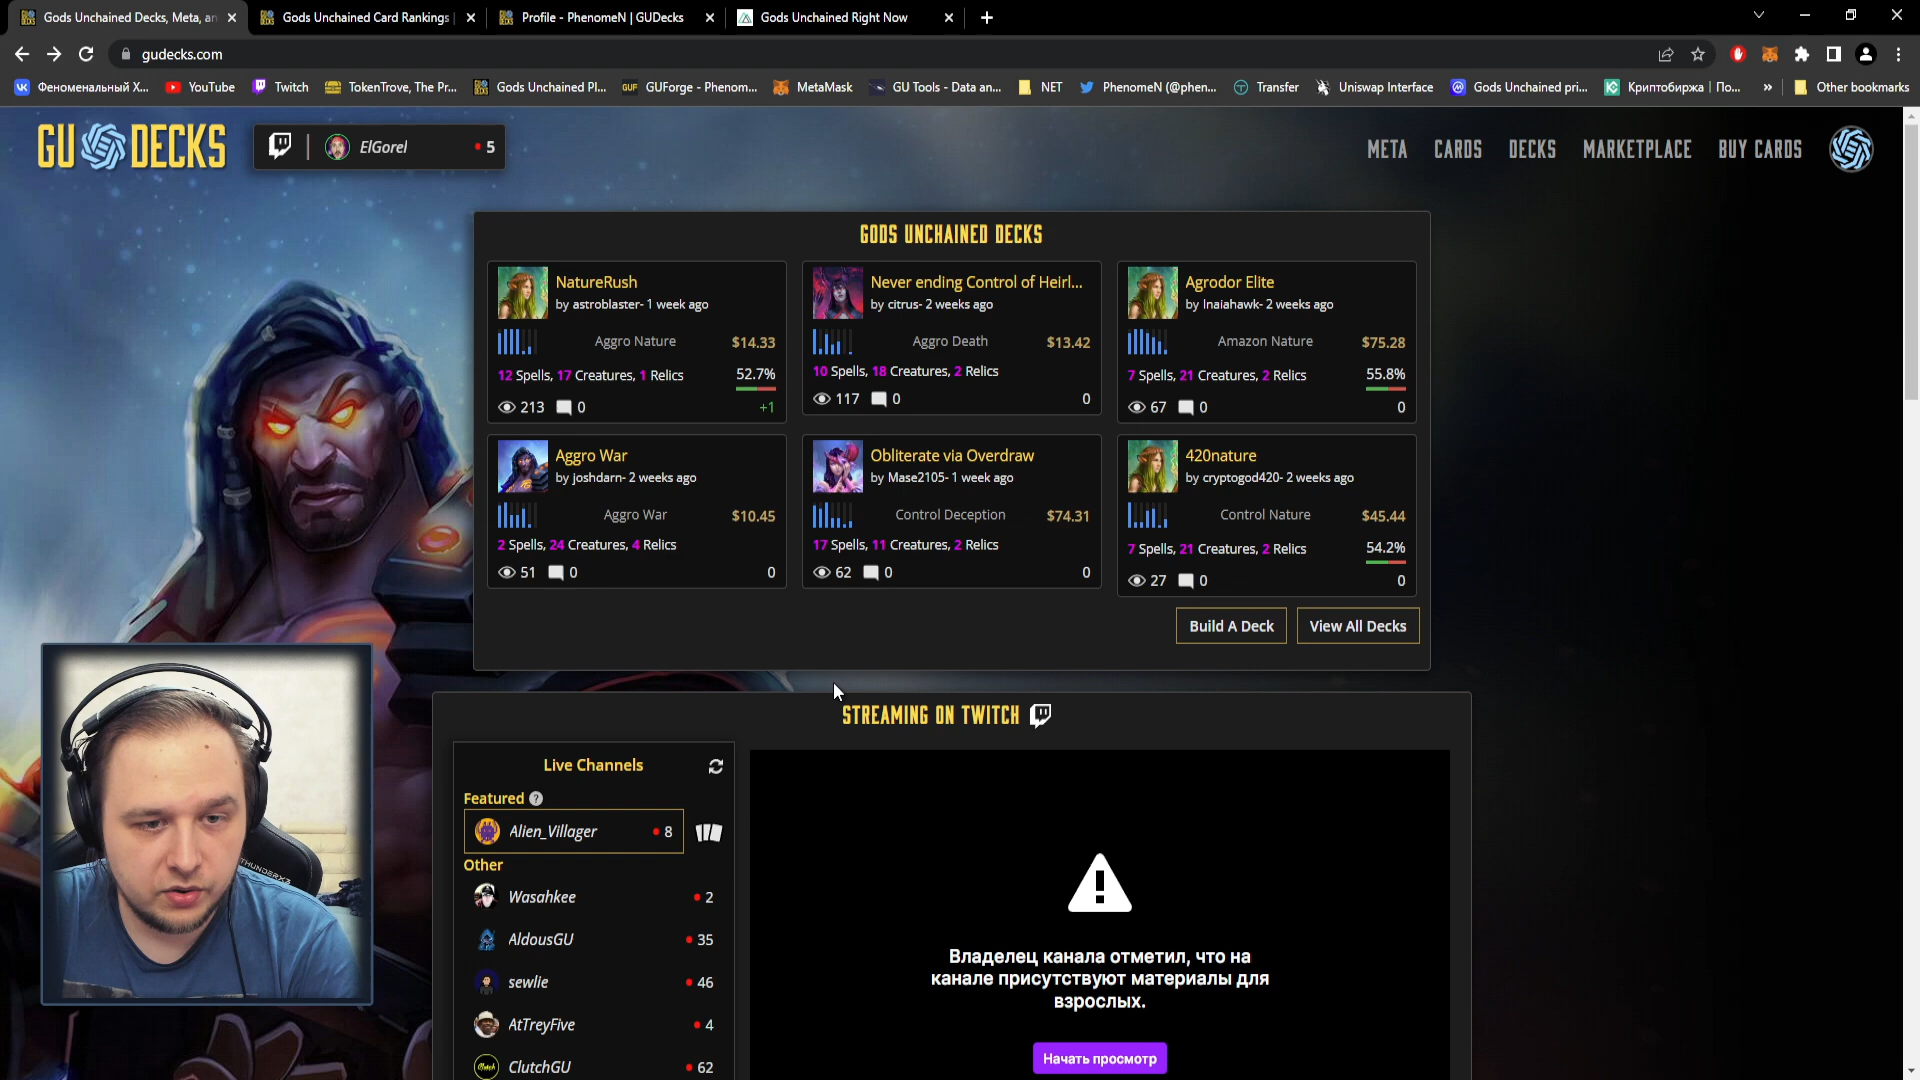 Gods Unchained Decks, Meta, an
Gods Unchained Card Rankings
Profile - PhenomeN | GUDecks
Gods Unchained Right Now
gudecks.com
Феноменальный Х...
YouTube
Twitch
TokenTrove, The Pr...
Gods Unchained Pl...
GUF
GUForge - Phenom...
MetaMask
GU Tools - Data an...
NET
PhenomeN (@phen...
Transfer
Uniswap Interface
Gods Unchained pri...
Криптобиржа | По...
»
Other bookmarks
GU DECKS
ElGorel
5
META
CARDS
DECKS
MARKETPLACE
BUY CARDS
GODS UNCHAINED DECKS
NatureRush
by astroblaster- 1 week ago
Aggro Nature
$14.33
12 Spells, 17 Creatures, 1 Relics
52.7%
213
0
+1
Never ending Control of Heirl...
by citrus- 2 weeks ago
Aggro Death
$13.42
10 Spells, 18 Creatures, 2 Relics
117
0
0
Agrodor Elite
by lnaiahawk- 2 weeks ago
Amazon Nature
$75.28
7 Spells, 21 Creatures, 2 Relics
55.8%
67
0
0
Aggro War
by joshdarn- 2 weeks ago
Aggro War
$10.45
2 Spells, 24 Creatures, 4 Relics
51
0
0
Obliterate via Overdraw
by Mase2105- 1 week ago
Control Deception
$74.31
17 Spells, 11 Creatures, 2 Relics
62
0
0
420nature
by cryptogod420- 2 weeks ago
Control Nature
$45.44
7 Spells, 21 Creatures, 2 Relics
54.2%
27
0
0
Build A Deck
View All Decks
STREAMING ON TWITCH
Live Channels
Featured ?
Alien_Villager
8
Other
Wasahkee
2
AldousGU
35
sewlie
46
AtTreyFive
4
ClutchGU
62
Владелец канала отметил, что на
канале присутствуют материалы для
взрослых.
Начать просмотр
THUNDERX3